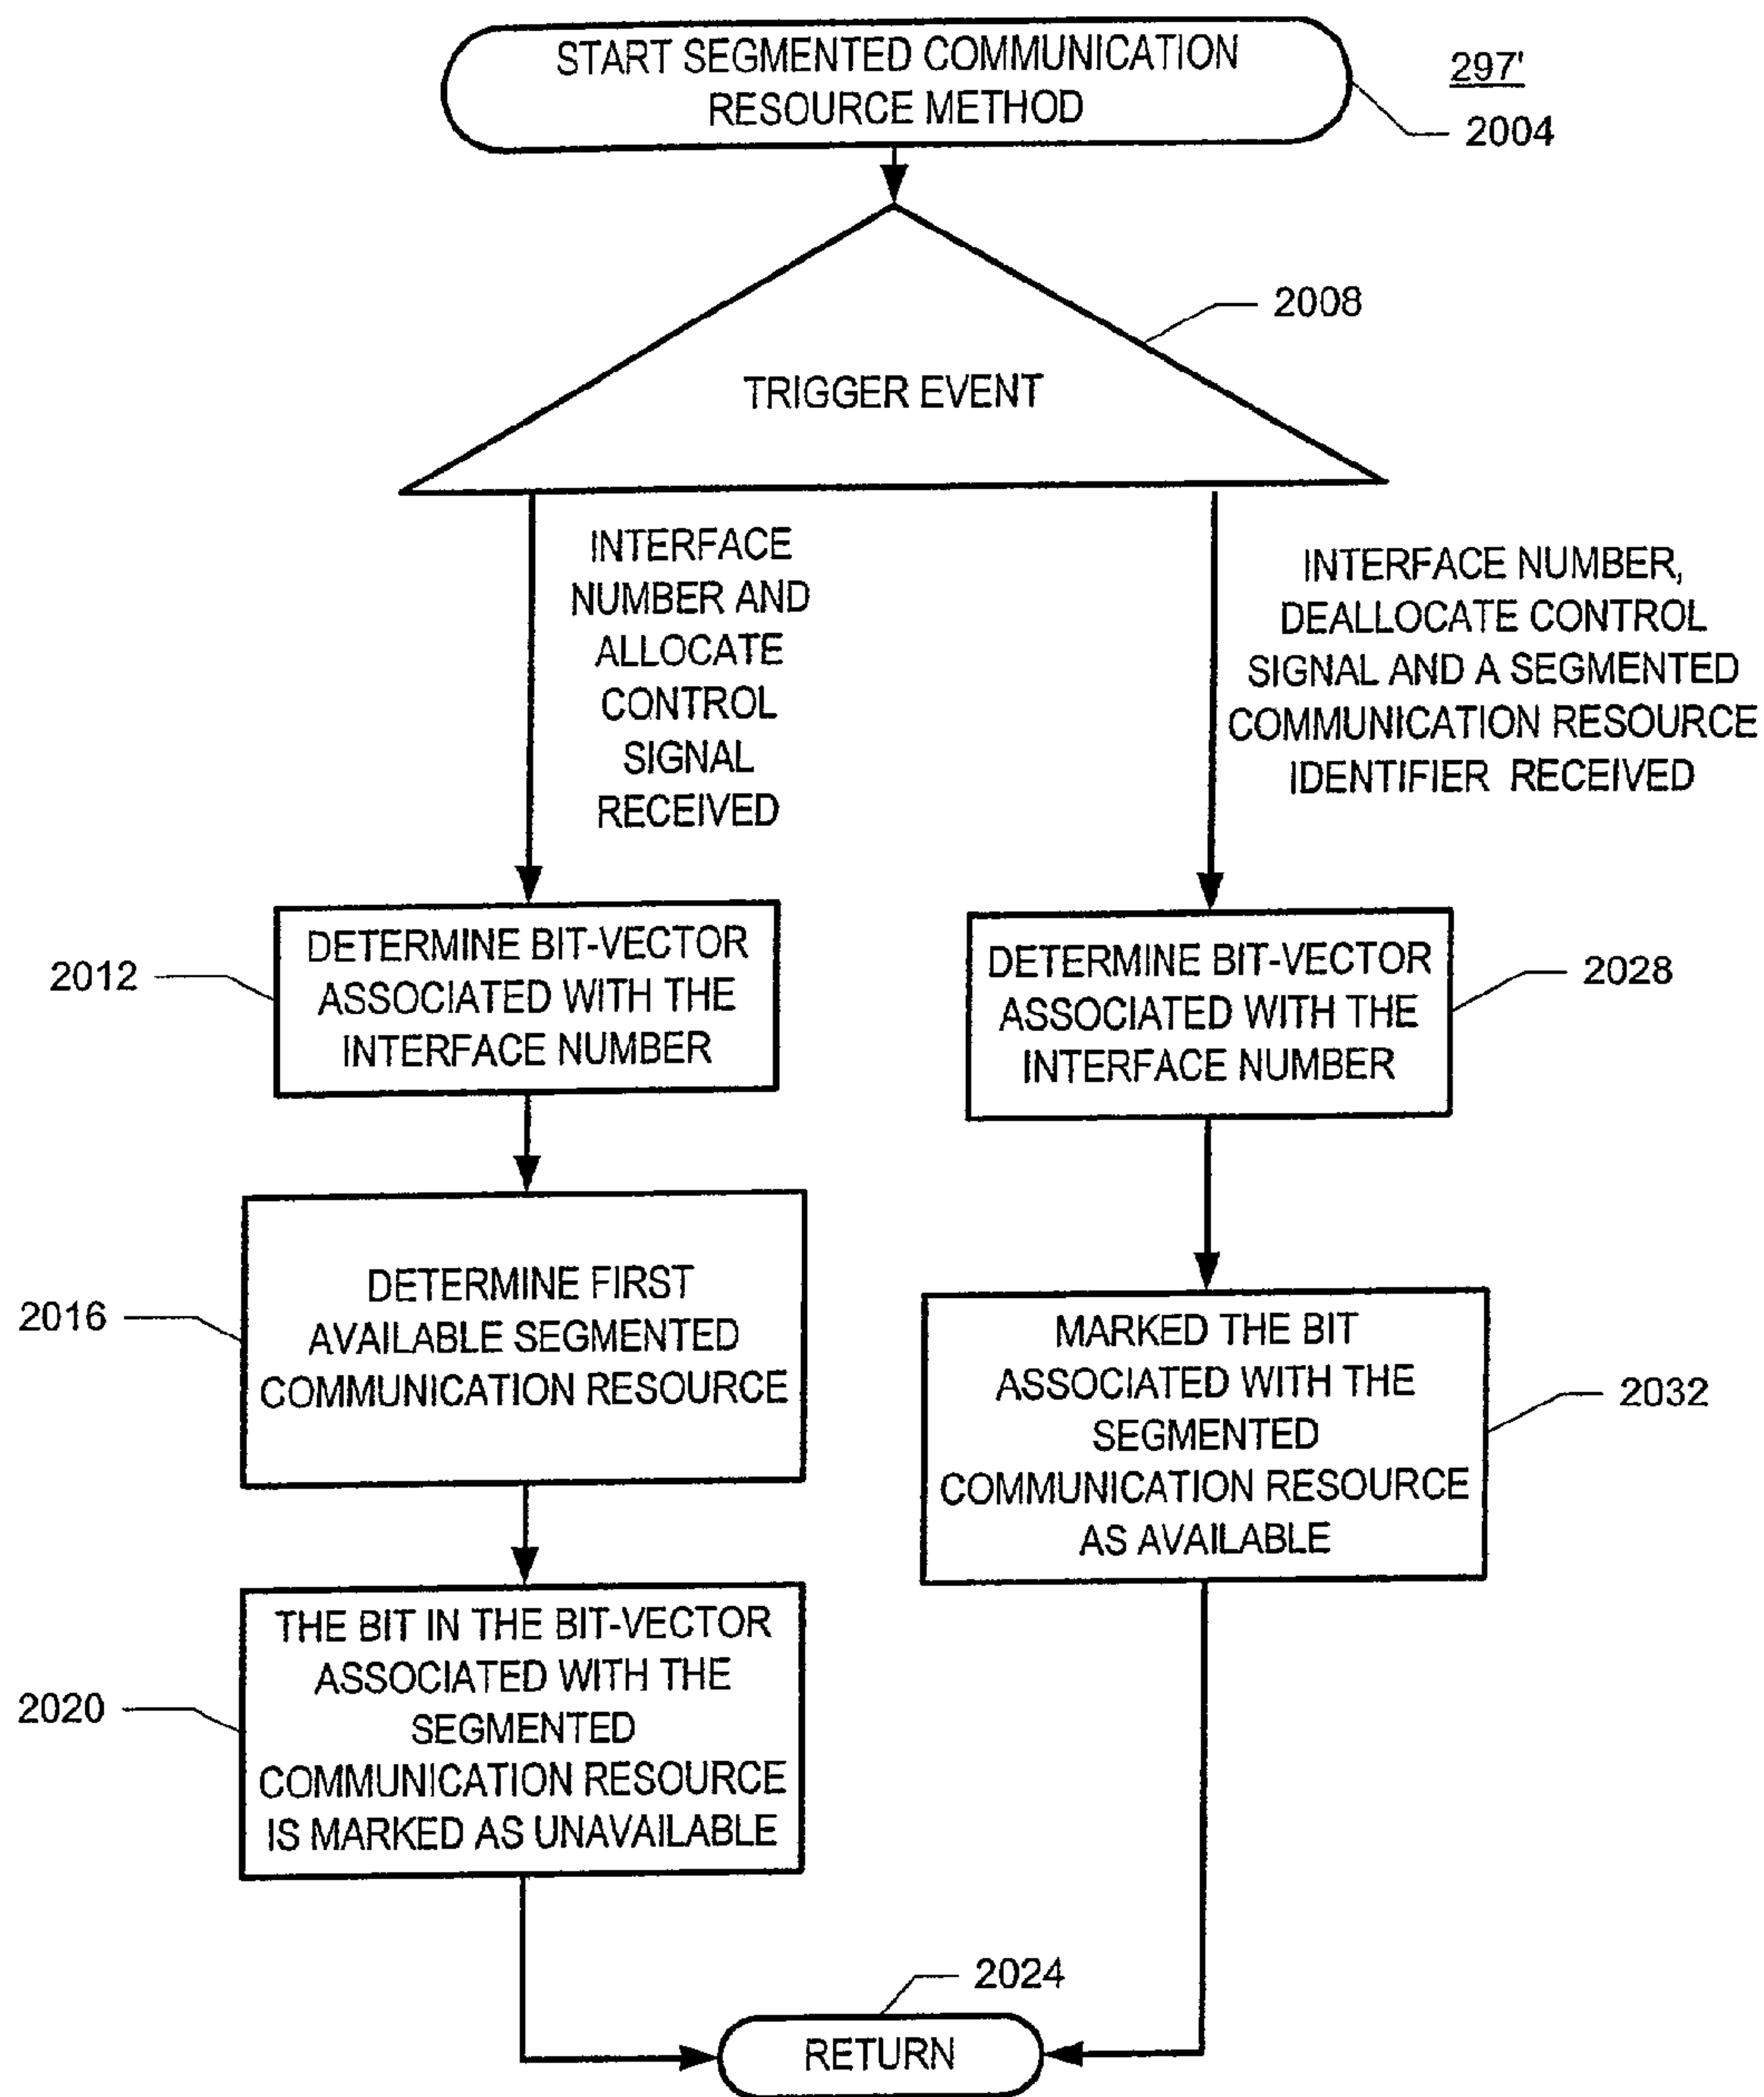 START SEGMENTED COMMUNICATION
RESOURCE METHOD
297'
2004
2008
TRIGGER EVENT
INTERFACE
NUMBER AND
ALLOCATE
CONTROL
SIGNAL
RECEIVED
INTERFACE NUMBER,
DEALLOCATE CONTROL
SIGNAL AND A SEGMENTED
COMMUNICATION RESOURCE
IDENTIFIER RECEIVED
2012
DETERMINE BIT-VECTOR
ASSOCIATED WITH THE
INTERFACE NUMBER
DETERMINE BIT-VECTOR
ASSOCIATED WITH THE
INTERFACE NUMBER
2028
2016
DETERMINE FIRST
AVAILABLE SEGMENTED
COMMUNICATION RESOURCE
MARKED THE BIT
ASSOCIATED WITH THE
SEGMENTED
COMMUNICATION RESOURCE
AS AVAILABLE
2032
2020
THE BIT IN THE BIT-VECTOR
ASSOCIATED WITH THE
SEGMENTED
COMMUNICATION RESOURCE
IS MARKED AS UNAVAILABLE
2024
RETURN